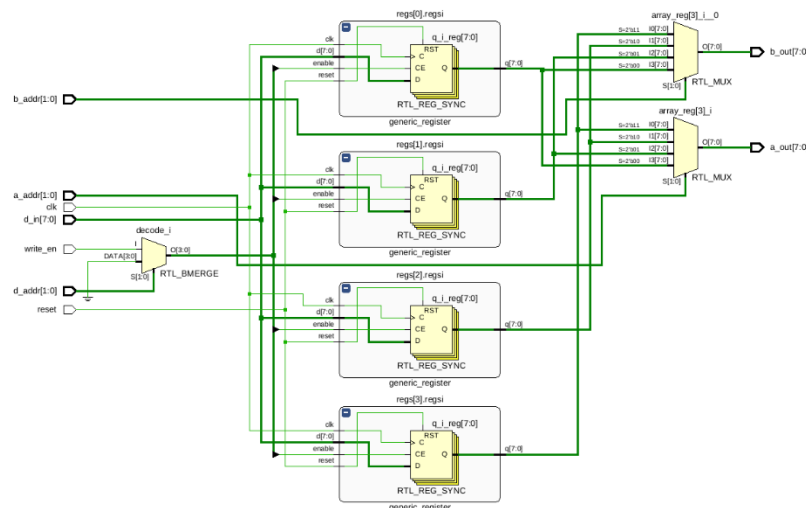 regs[0].regsi
clk
d[7:0]
enable
reset
q_i_reg[7:0]
RST
C
CE
D
Q
RTL_REG_SYNC
generic_register
q[7:0]
array_reg[3]_i__0
S=2'b11 I0[7:0]
S=2'b10 I1[7:0]
S=2'b01 I2[7:0]
S=2'b00 I3[7:0]
S[1:0]
O[7:0]
RTL_MUX
b_out[7:0]
b_addr[1:0]
array_reg[3]_i
S=2'b11 I0[7:0]
S=2'b10 I1[7:0]
S=2'b01 I2[7:0]
S=2'b00 I3[7:0]
S[1:0]
O[7:0]
RTL_MUX
a_out[7:0]
regs[1].regsi
clk
d[7:0]
enable
reset
q_i_reg[7:0]
RST
C
CE
D
Q
RTL_REG_SYNC
generic_register
q[7:0]
a_addr[1:0]
clk
d_in[7:0]
write_en
d_addr[1:0]
reset
decode_i
I
DATA[3:0]
S[1:0]
O[3:0]
RTL_BMERGE
regs[2].regsi
clk
d[7:0]
enable
reset
q_i_reg[7:0]
RST
C
CE
D
Q
RTL_REG_SYNC
generic_register
q[7:0]
regs[3].regsi
clk
d[7:0]
enable
reset
q_i_reg[7:0]
RST
C
CE
D
Q
RTL_REG_SYNC
generic_register
q[7:0]